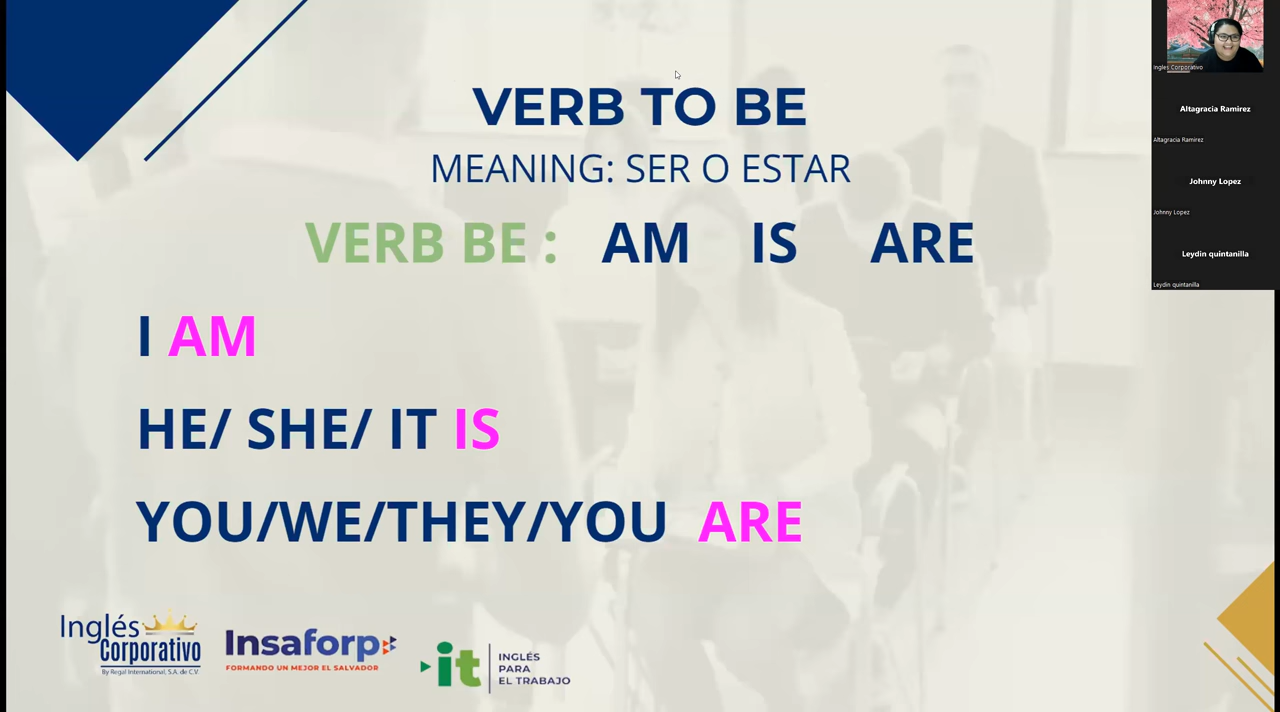 VERB TO BE
MEANING: SER O ESTAR
VERB BE : AM IS ARE
I AM
HE/ SHE/ IT IS
YOU/WE/THEY/YOU ARE
Inglés
Corporativo
By Regal International, S.A. de C.V.
Insaforp
FORMANDO UN MEJOR EL SALVADOR
it
INGLÉS
PARA
EL TRABAJO
Ingles Corporativo
Altagracia Ramirez
Altagracia Ramirez
Johnny Lopez
Johnny Lopez
Leydin quintanilla
Leydin quintanilla